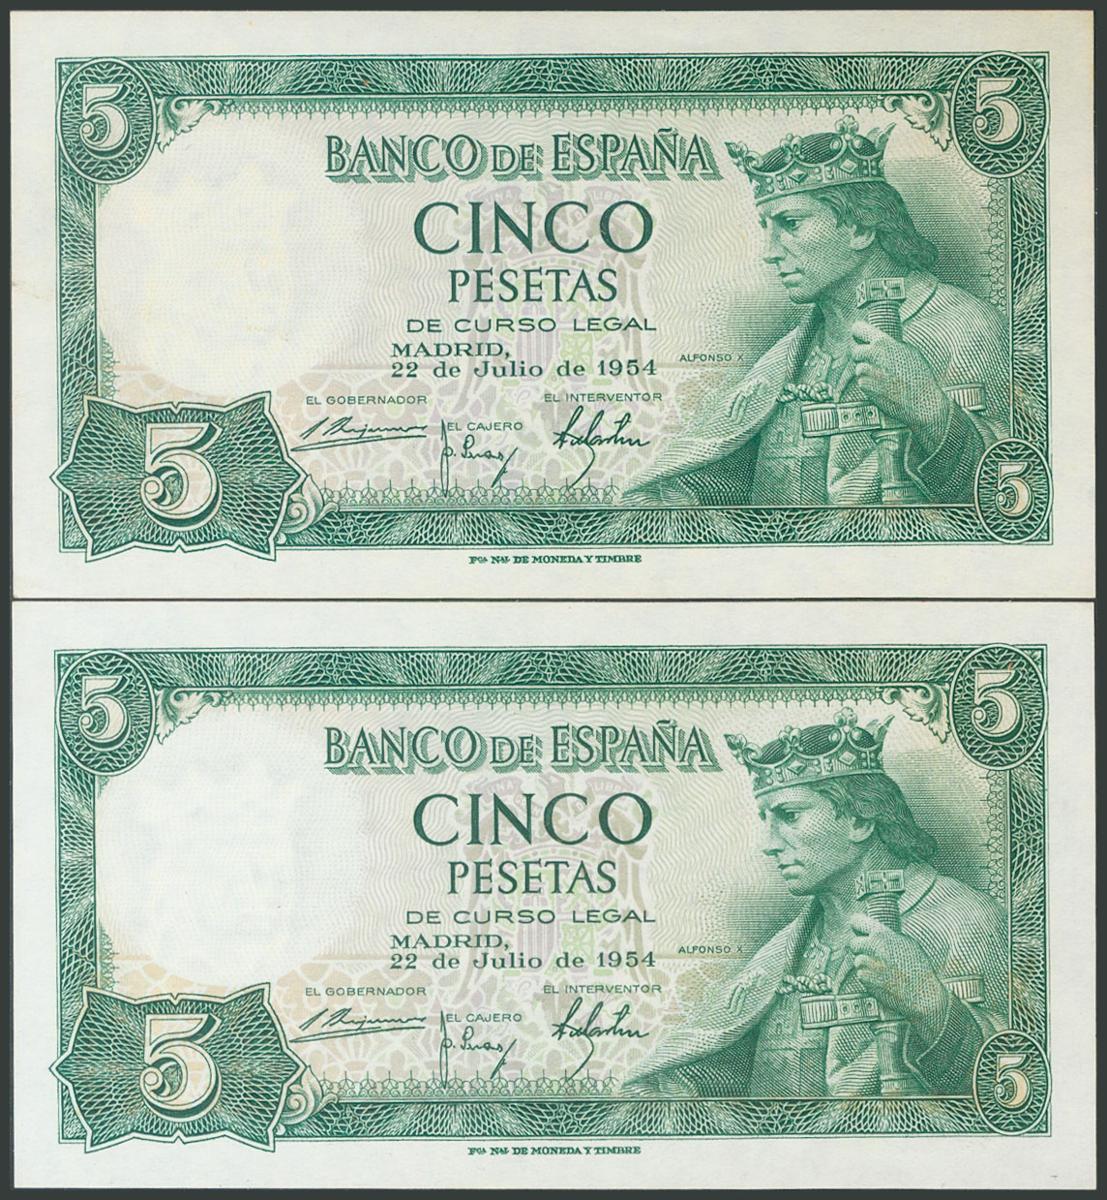 5 5
BANCO DE ESPAÑA
CINCO
PESETAS
DE CURSO LEGAL
MADRID,
22 de Julio de 1954
ALFONSO X
EL GOBERNADOR EL INTERVENTOR
EL CAJERO
5 5
Fca. Nal. DE MONEDA Y TIMBRE
5 5
BANCO DE ESPAÑA
CINCO
PESETAS
DE CURSO LEGAL
MADRID,
22 de Julio de 1954
ALFONSO X
EL GOBERNADOR EL INTERVENTOR
EL CAJERO
5 5
Fca. Nal. DE MONEDA Y TIMBRE